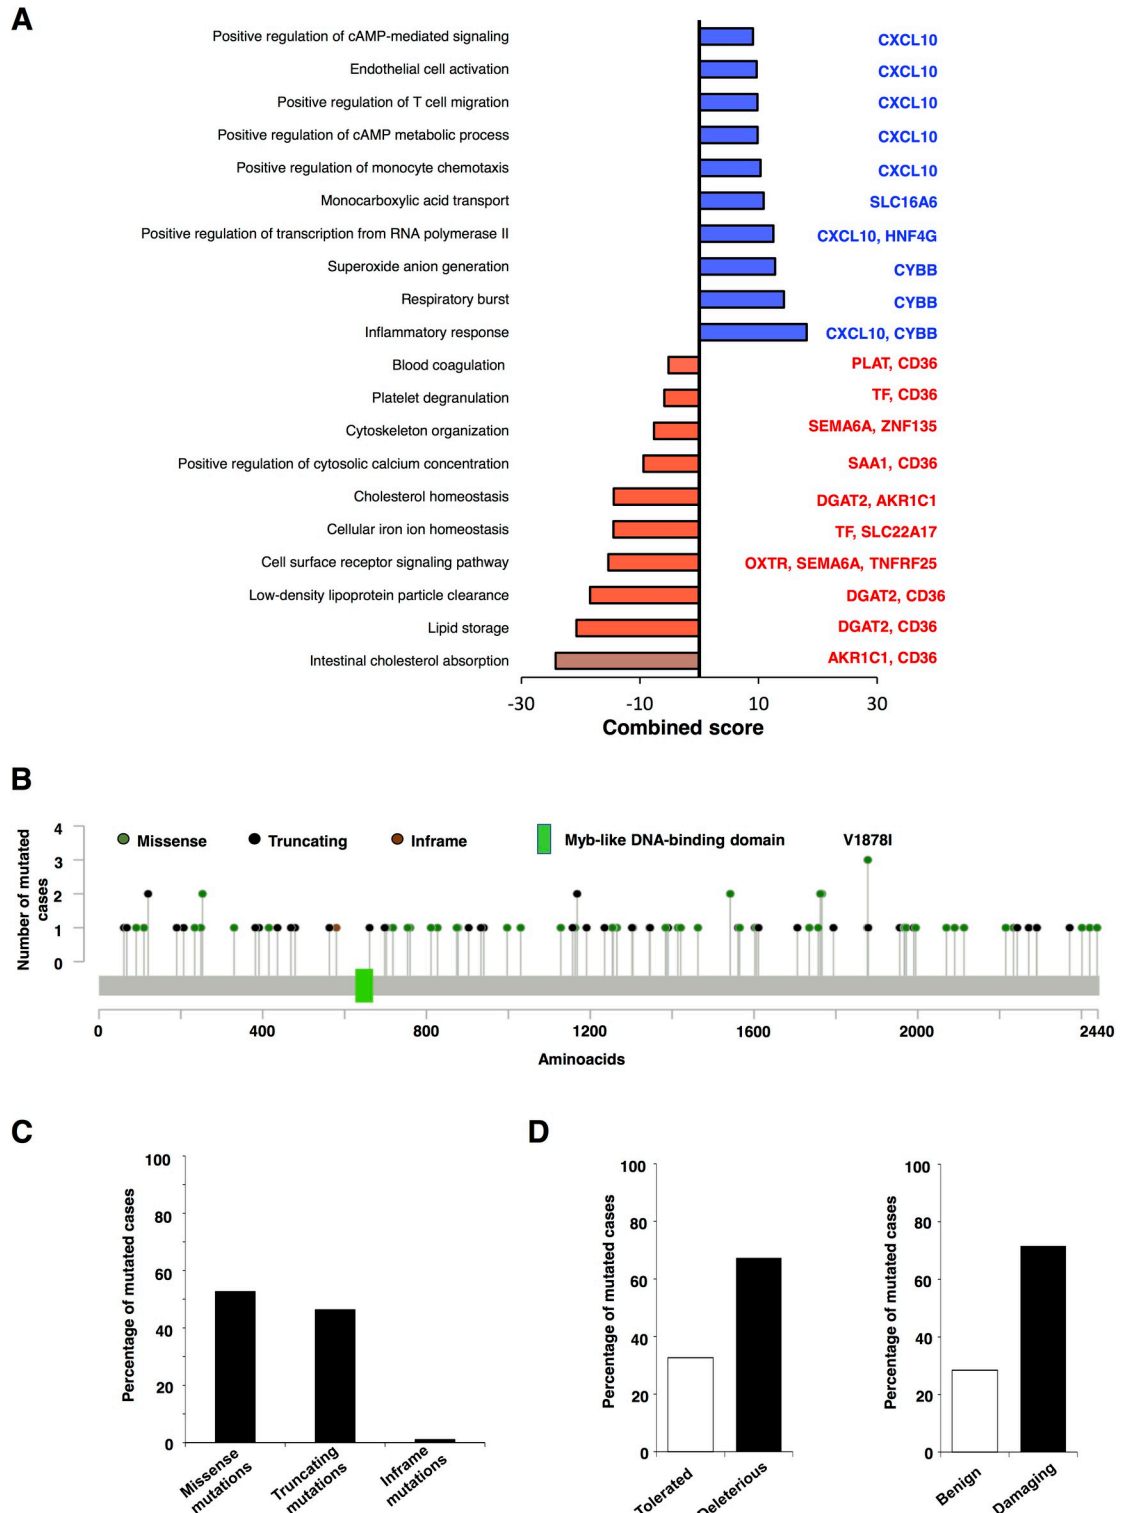 A
Positive regulation of cAMP-mediated signaling CXCL10
Endothelial cell activation CXCL10
Positive regulation of T cell migration CXCL10
Positive regulation of cAMP metabolic process CXCL10
Positive regulation of monocyte chemotaxis CXCL10
Monocarboxylic acid transport SLC16A6
Positive regulation of transcription from RNA polymerase II CXCL10, HNF4G
Superoxide anion generation CYBB
Respiratory burst CYBB
Inflammatory response CXCL10, CYBB
Blood coagulation PLAT, CD36
Platelet degranulation TF, CD36
Cytoskeleton organization SEMA6A, ZNF135
Positive regulation of cytosolic calcium concentration SAA1, CD36
Cholesterol homeostasis DGAT2, AKR1C1
Cellular iron ion homeostasis TF, SLC22A17
Cell surface receptor signaling pathway OXTR, SEMA6A, TNFRF25
Low-density lipoprotein particle clearance DGAT2, CD36
Lipid storage DGAT2, CD36
Intestinal cholesterol absorption AKR1C1, CD36
-30 -10 10 30
Combined score
B
Number of mutated
cases
4
3
2
1
0
Missense Truncating Inframe Myb-like DNA-binding domain V1878I
0 400 800 1200 1600 2000 2440
Aminoacids
C
Percentage of mutated cases
100
80
60
40
20
0
Missense
mutations
Truncating
mutations
Inframe
mutations
D
Percentage of mutated cases
100
80
60
40
20
0
Tolerated
Deleterious
Percentage of mutated cases
100
80
60
40
20
0
Benign
Damaging